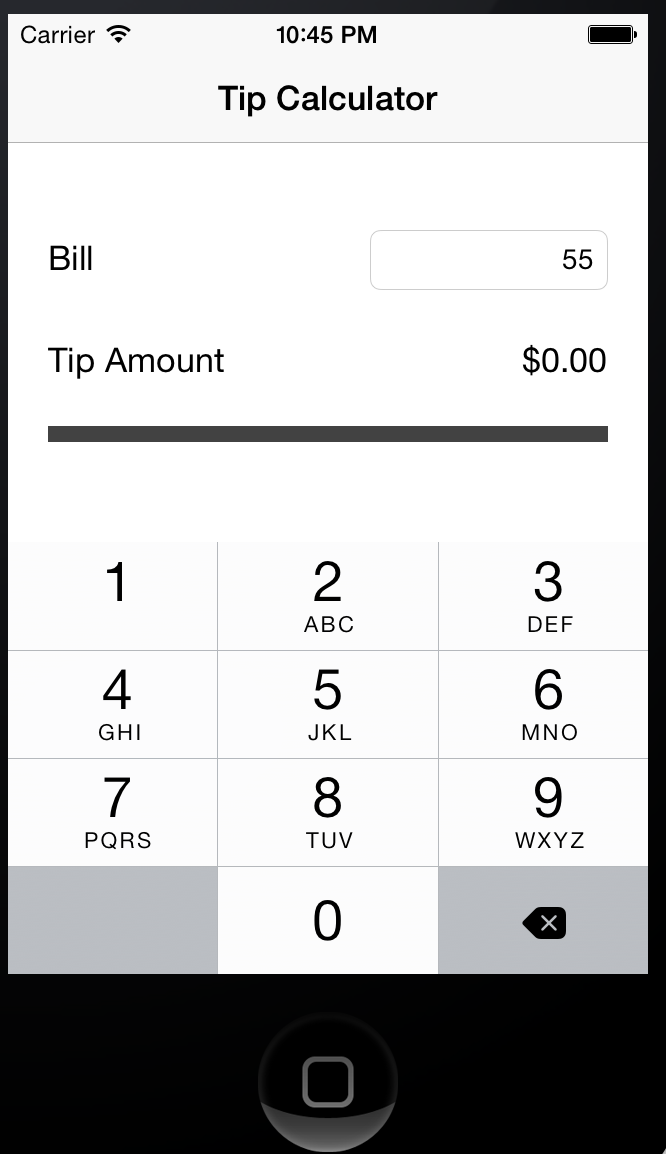 Carrier 10:45 PM
Tip Calculator
Bill 55
Tip Amount $0.00
1 2 3
ABC DEF
4 5 6
GHI JKL MNO
7 8 9
PQRS TUV WXYZ
0